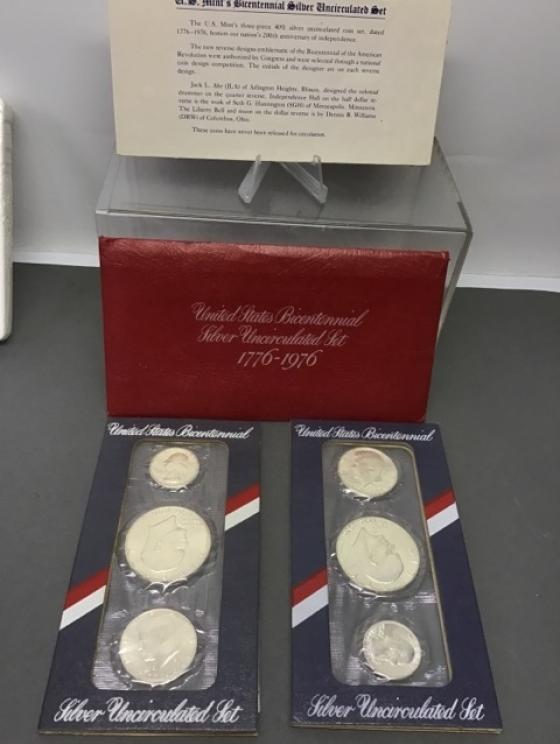 U.S. Mint's Bicentennial Silver Uncirculated Set
The U.S. Mint's three-piece 40% silver uncirculated coin set, dated
1776-1976, honors our nation's 200th anniversary of independence.
The new reverse designs emblematic of the Bicentennial of the American
Revolution were authorized by Congress and were selected through a national
coin design competition. The initials of the designer are on each reverse
design.
Jack L. Ahr (JLA) of Arlington Heights, Illinois, designed the colonial
drummer on the quarter reverse. Independence Hall on the half dollar re-
verse is the work of Seth G. Huntington (SGH) of Minneapolis, Minnesota.
The Liberty Bell and moon on the dollar reverse is by Dennis R. Williams
(DRW) of Columbus, Ohio.
These coins have never been released for circulation.
United States Bicentennial
Silver Uncirculated Set
1776-1976
United States Bicentennial
Silver Uncirculated Set
United States Bicentennial
Silver Uncirculated Set